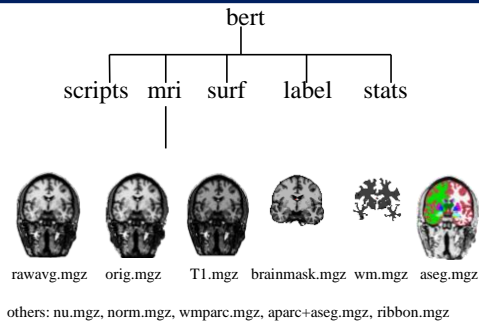 bert
scripts mri surf label stats
rawavg.mgz orig.mgz T1.mgz brainmask.mgz wm.mgz aseg.mgz
others: nu.mgz, norm.mgz, wmparc.mgz, aparc+aseg.mgz, ribbon.mgz